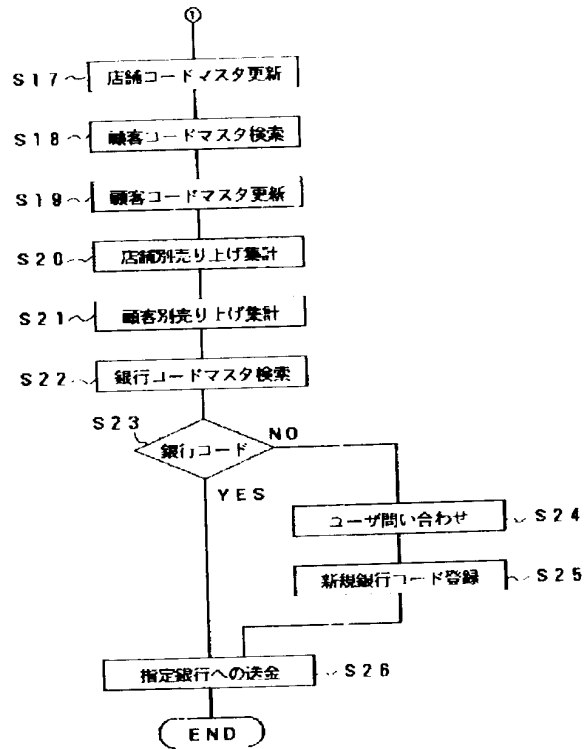 ①
S17 店舗コードマスタ更新
S18 顧客コードマスタ検索
S19 顧客コードマスタ更新
S20 店舗別売り上げ集計
S21 顧客別売り上げ集計
S22 銀行コードマスタ検索
S23 銀行コード NO
YES
ユーザ問い合わせ S24
新規銀行コード登録 S25
指定銀行への送金 S26
END